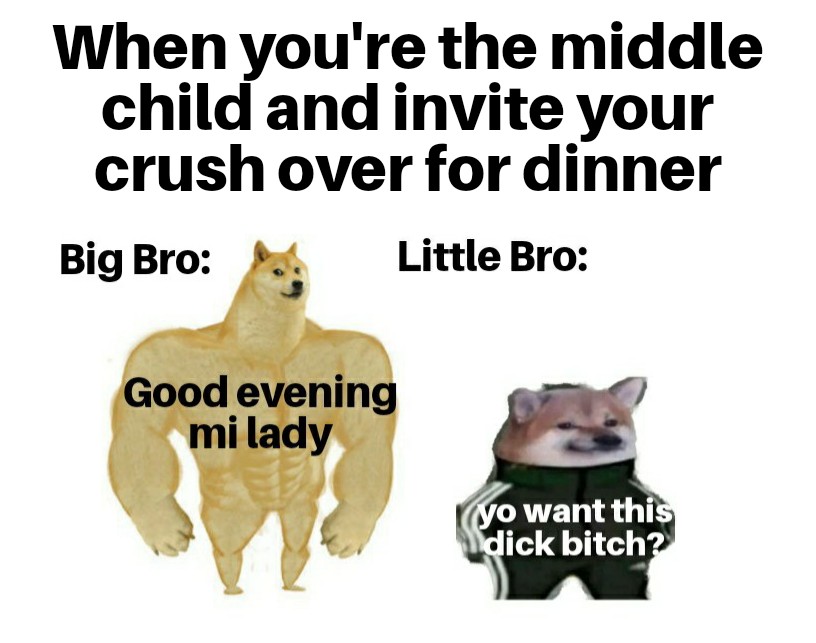 When you're the middle
child and invite your
crush over for dinner
Big Bro:
Little Bro:
Good evening
mi lady
yo want this
dick bitch?